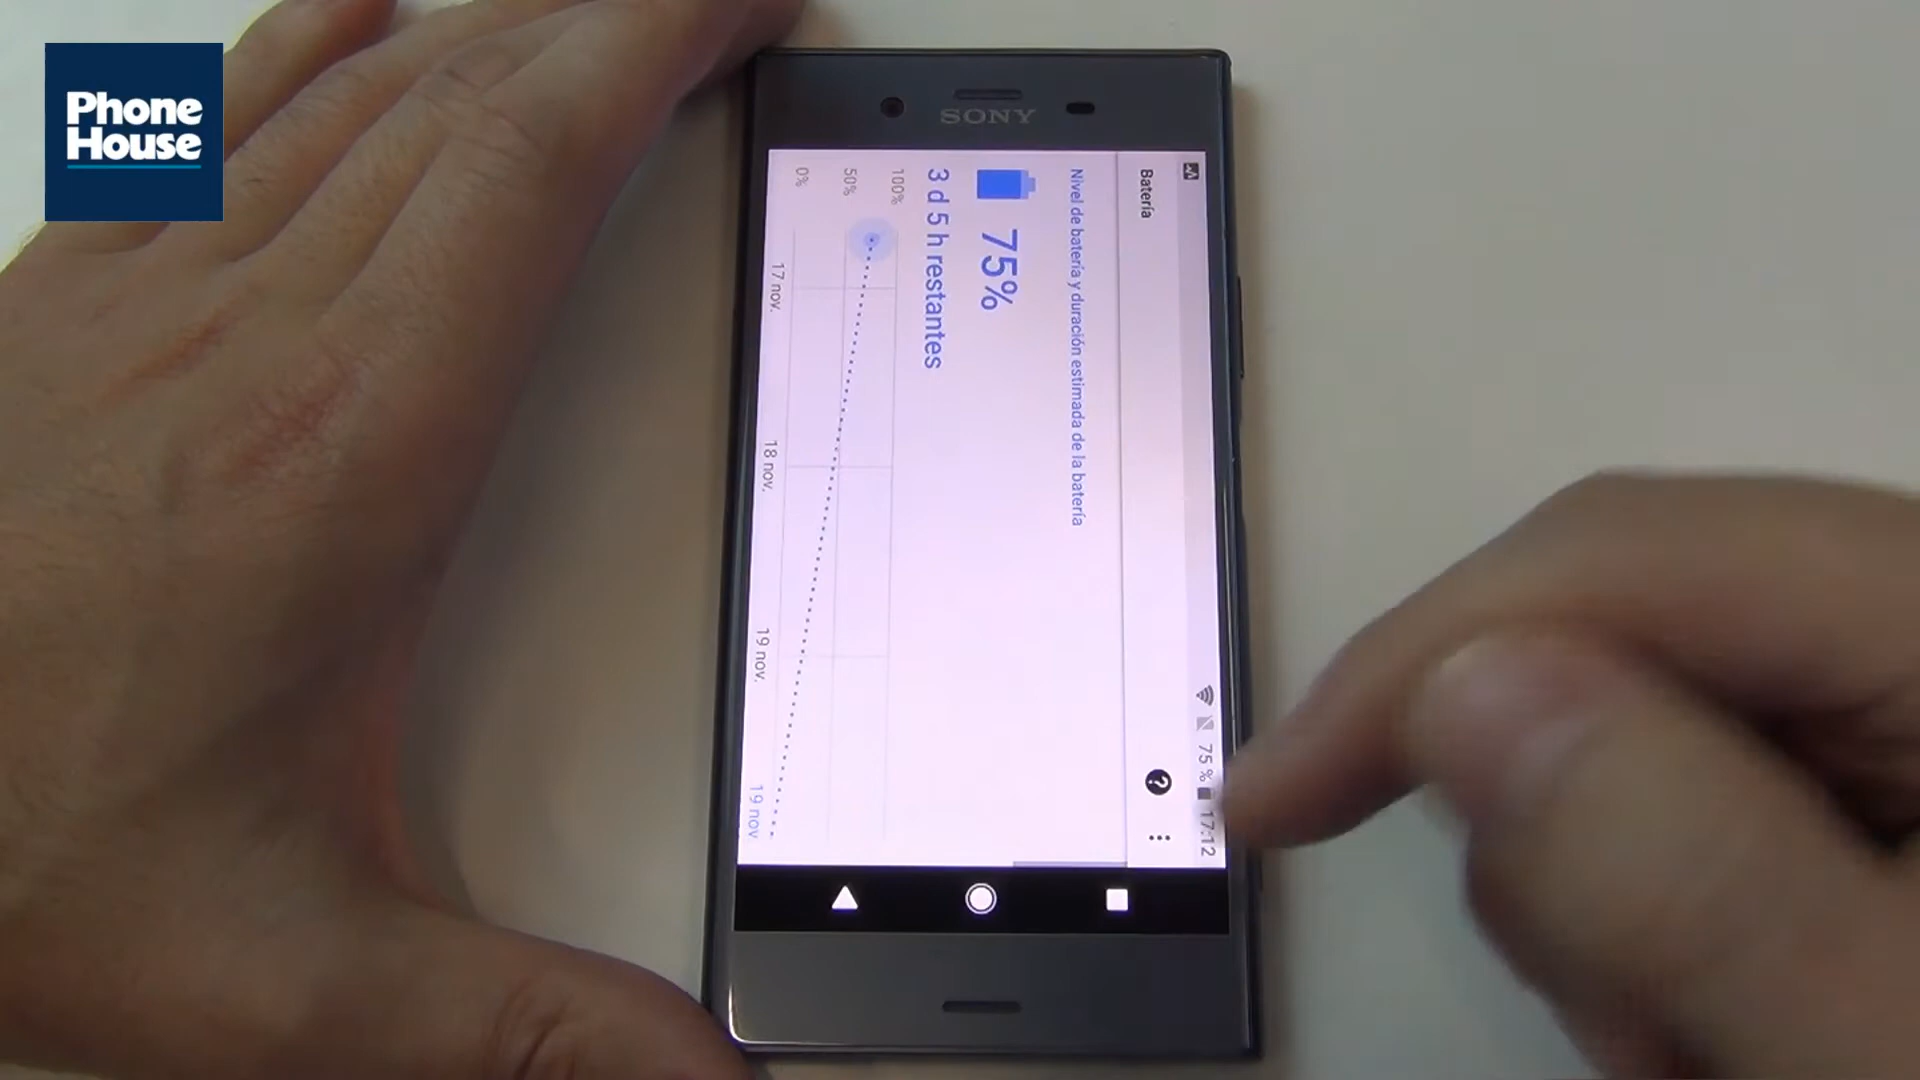 Phone
House
SONY
75 % 17:12
Batería
Nivel de batería y duración estimada de la batería
75%
3 d 5 h restantes
100%
50%
0%
17 nov.
18 nov.
19 nov.
19 nov